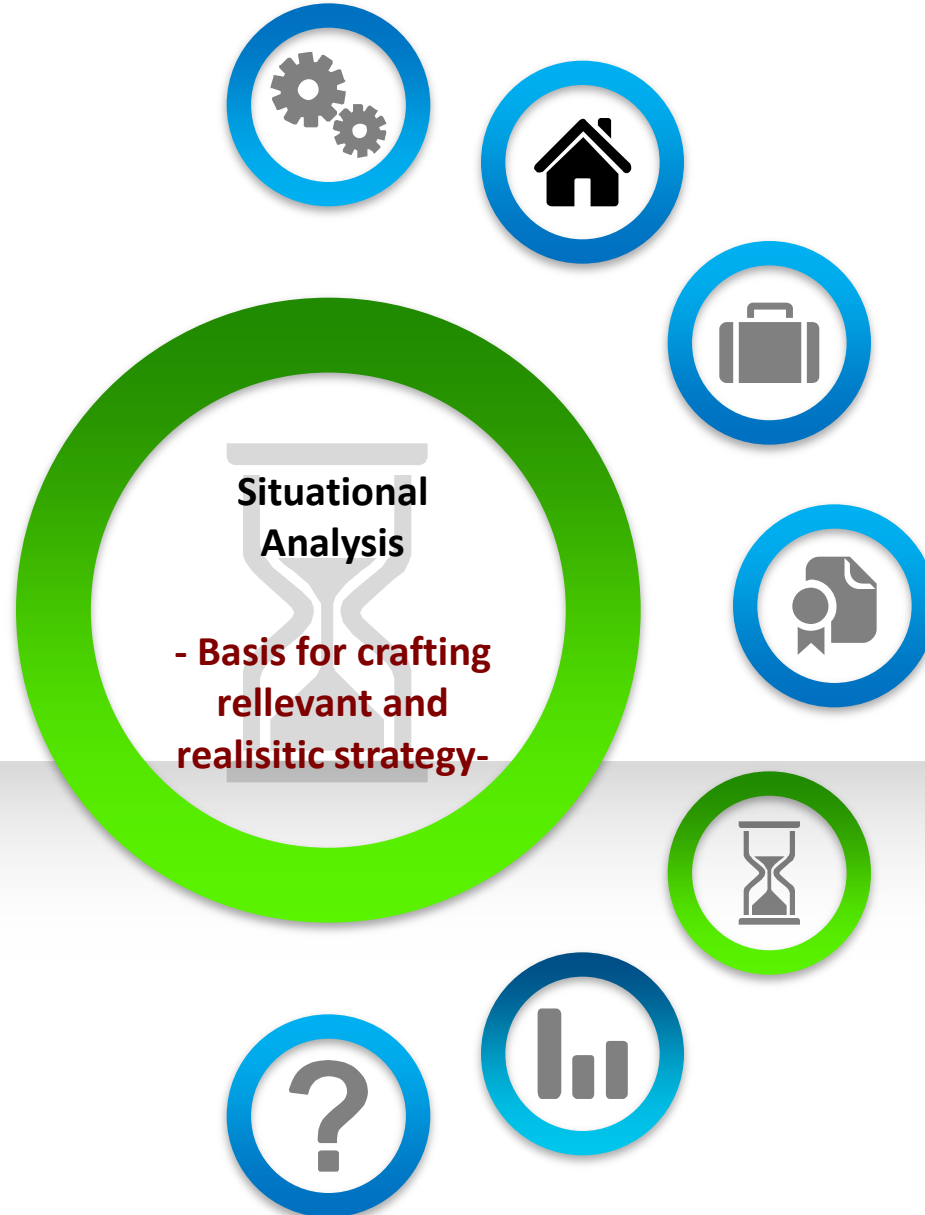 Situational
Analysis
- Basis for crafting
rellevant and
realisitic strategy-
?